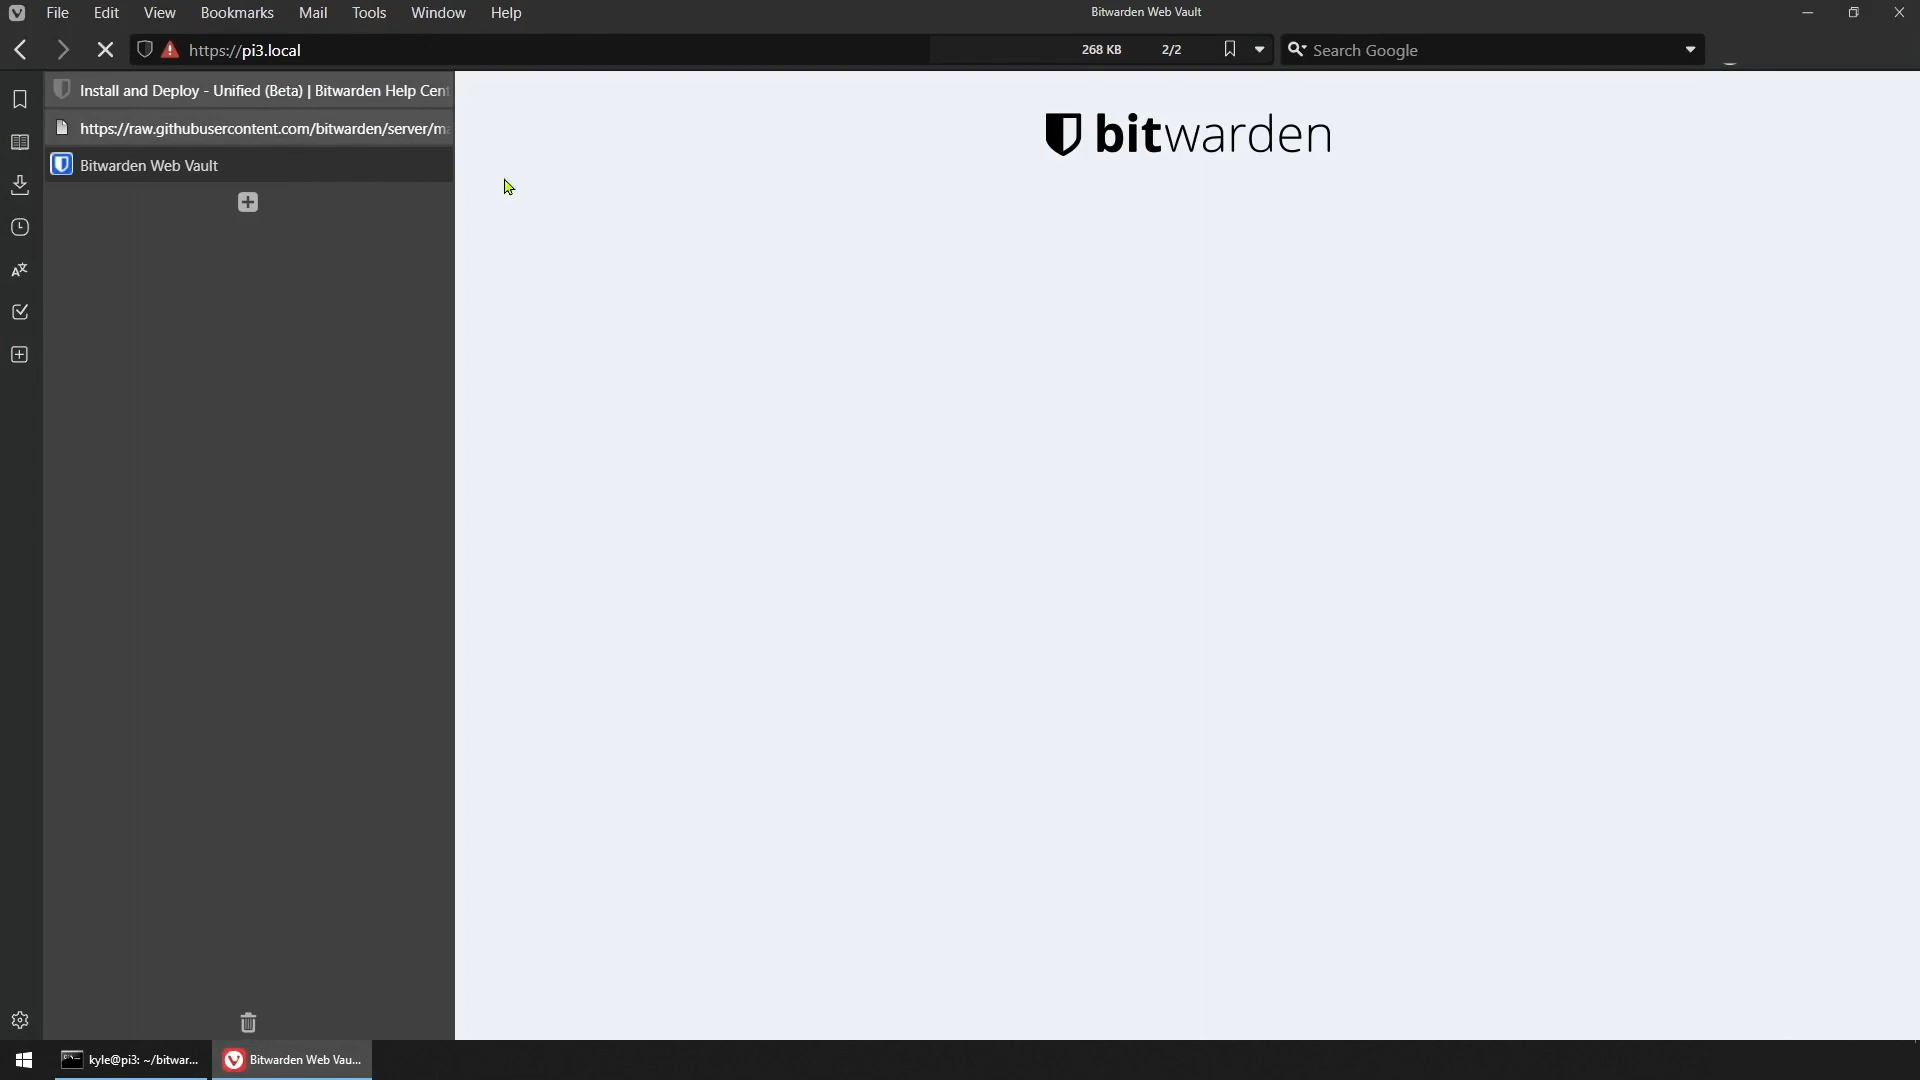 File Edit View Bookmarks Mail Tools Window Help
Bitwarden Web Vault
https://pi3.local
268 KB
2/2
Search Google
Install and Deploy - Unified (Beta) | Bitwarden Help Cent
https://raw.githubusercontent.com/bitwarden/server/ma
Bitwarden Web Vault
bitwarden
kyle@pi3: ~/bitwar...
Bitwarden Web Vau...